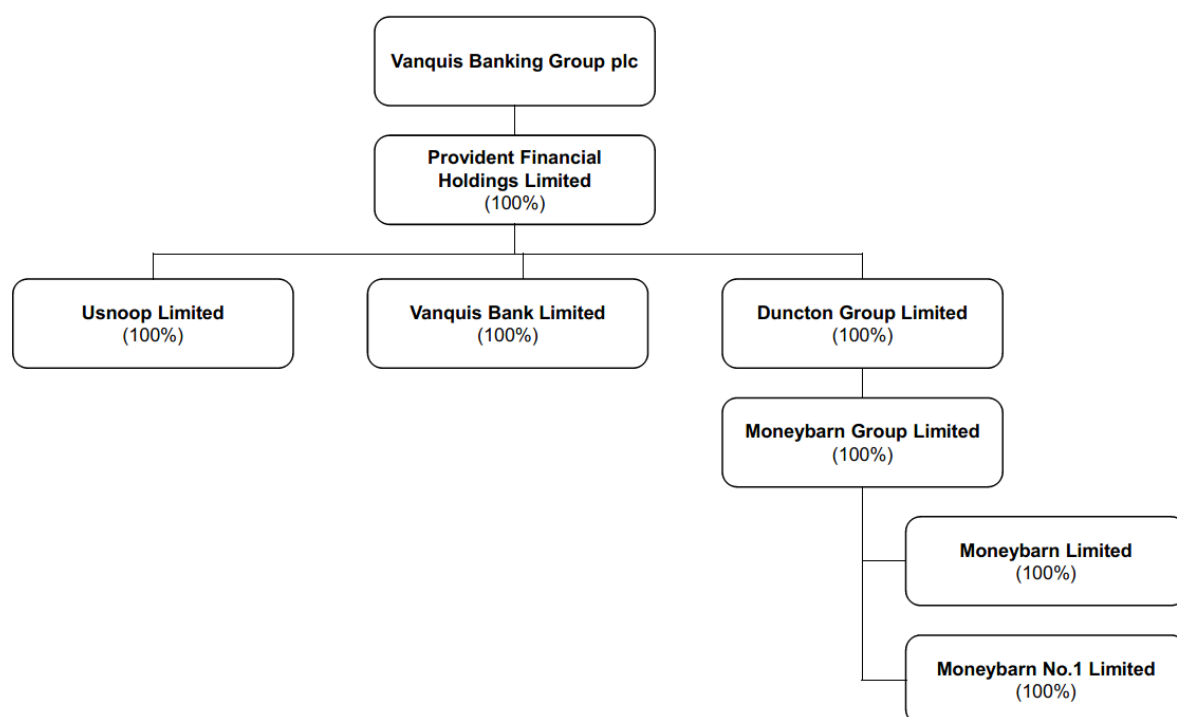 Vanquis Banking Group plc
Provident Financial
Holdings Limited
(100%)
Usnoop Limited
(100%)
Vanquis Bank Limited
(100%)
Duncton Group Limited
(100%)
Moneybarn Group Limited
(100%)
Moneybarn Limited
(100%)
Moneybarn No.1 Limited
(100%)